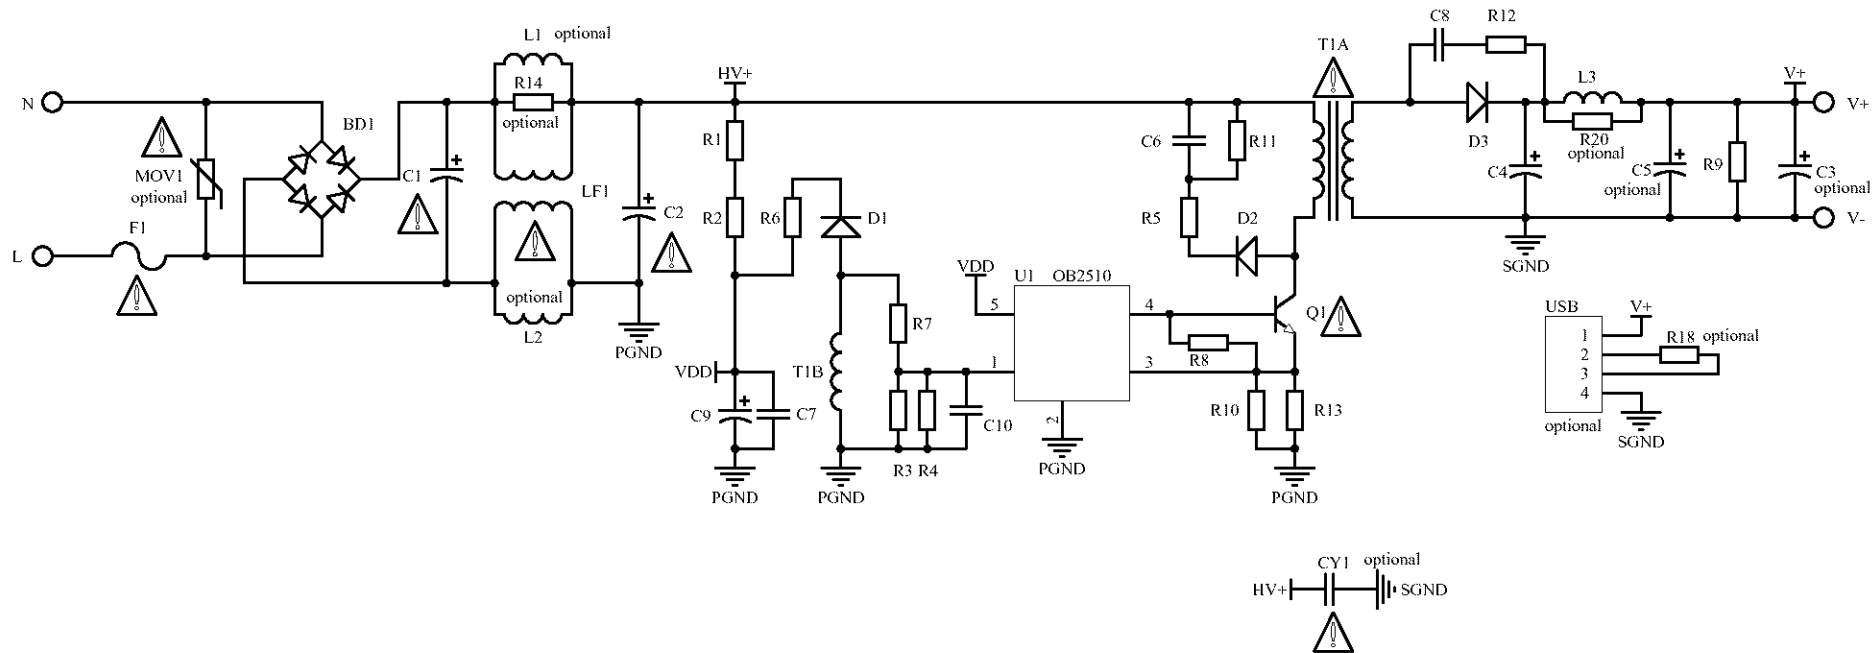 L1 optional
R14
optional
N
BD1
MOV1
optional
F1
L
C1
LF1
C2
optional
L2
PGND
HV+
R1
R2
R6
D1
VDD
C9
C7
PGND
T1B
R7
R3 R4
C10
PGND
VDD
U1 OB2510
5
4
1
3
2
PGND
C6
R11
R5
D2
Q1
R8
R10
R13
PGND
T1A
C8
R12
D3
L3
R20
optional
C4
C5
optional
R9
V+
C3
optional
V+
V-
SGND
USB
V+
1
2
3
4
R18 optional
optional
SGND
CY1 optional
HV+
SGND